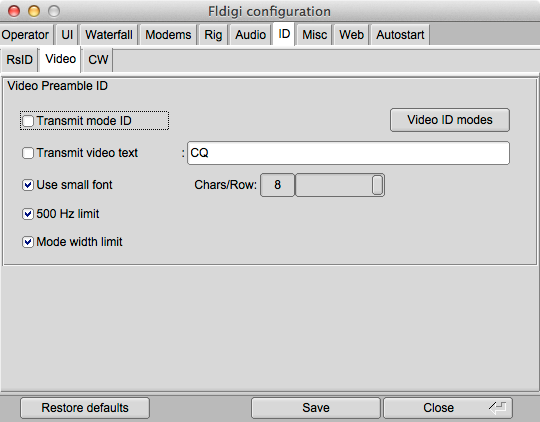 Fldigi configuration
Operator UI Waterfall Modems Rig Audio ID Misc Web Autostart
RsID Video CW
Video Preamble ID
Transmit mode ID Video ID modes
Transmit video text : CQ
Use small font Chars/Row: 8
500 Hz limit
Mode width limit
Restore defaults Save Close